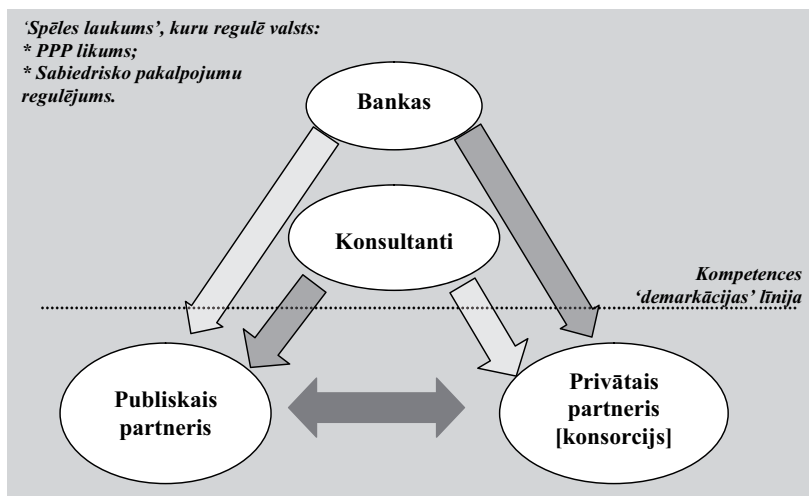 ‘Spēles laukums’, kuru regulē valsts:
* PPP likums;
* Sabiedrisko pakalpojumu
regulējums.
Bankas
Konsultanti
Kompetences
‘demarkācijas’ līnija
Publiskais
partneris
Privātais
partneris
[konsorcijs]